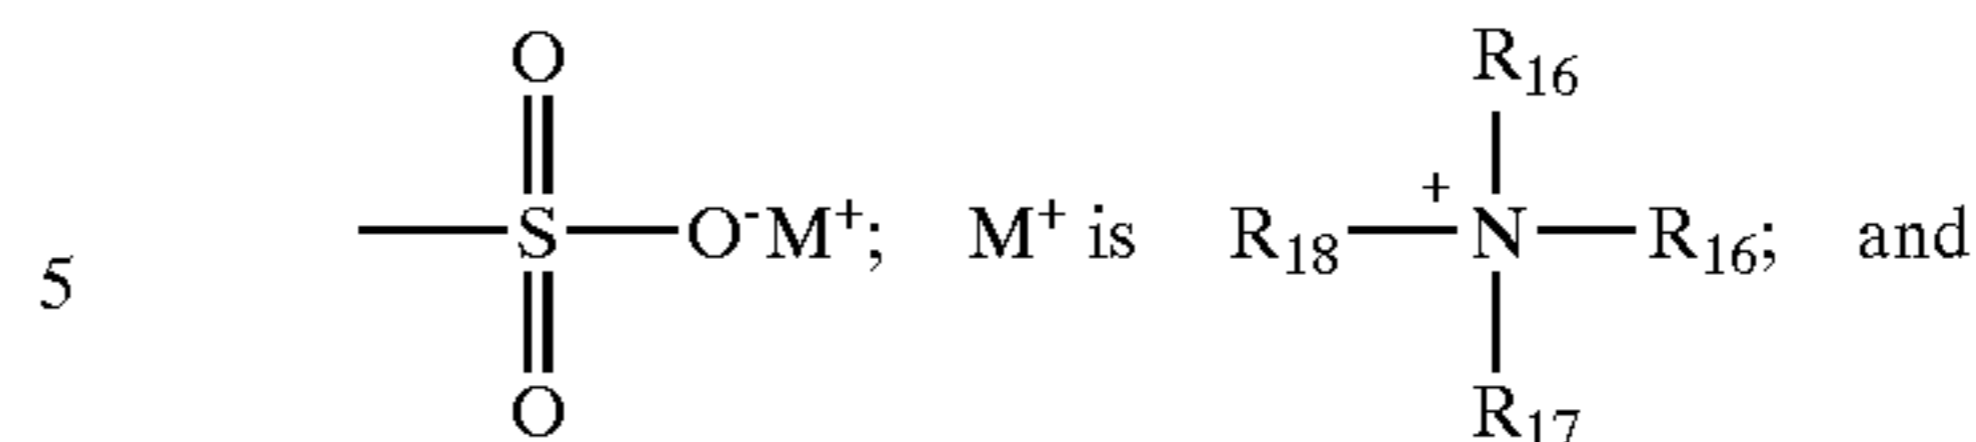 O R₁₆
5 S O⁻M⁺; M⁺ is R₁₈ ⁺N R₁₆; and
O R₁₇